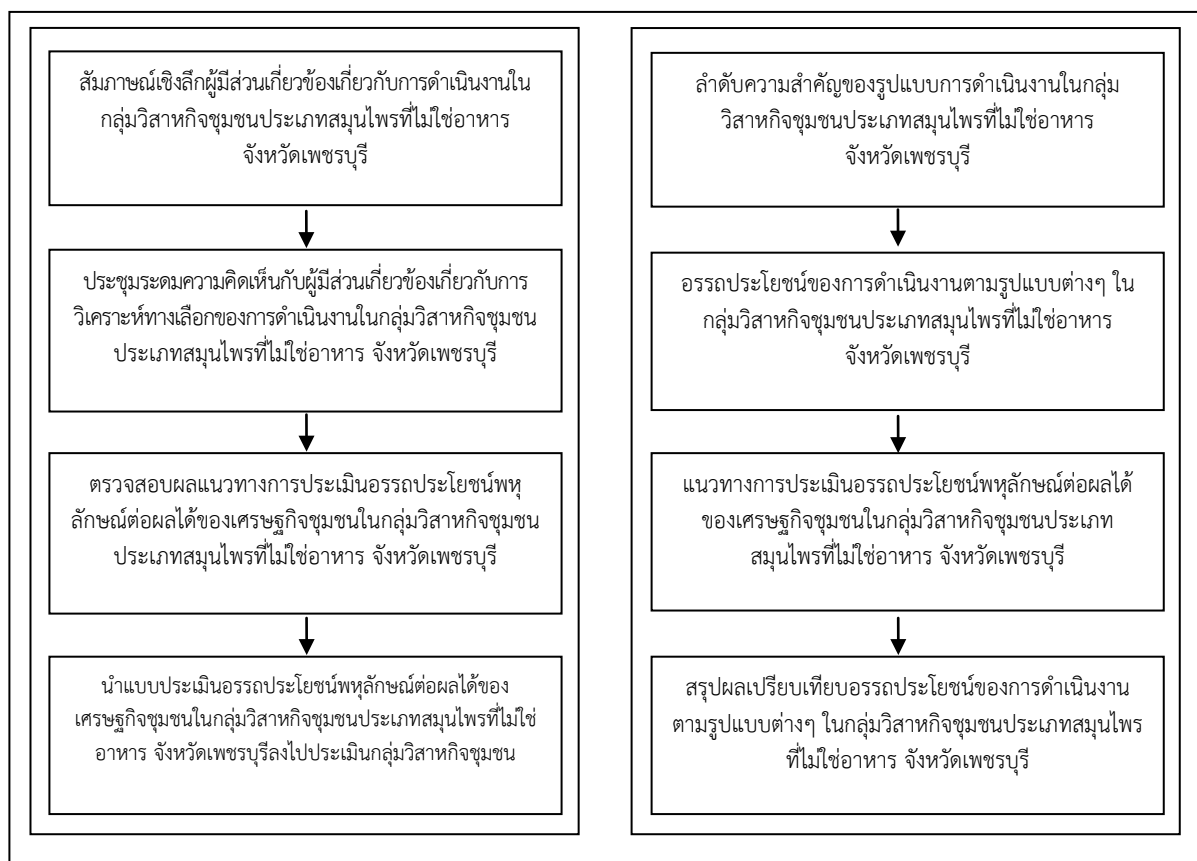 สัมภาษณ์เชิงลึกผู้มีส่วนเกี่ยวข้องเกี่ยวกับการดำเนินงานใน
กลุ่มวิสาหกิจชุมชนประเภทสมุนไพรที่ไม่ใช่อาหาร
จังหวัดเพชรบุรี
ประชุมระดมความคิดเห็นกับผู้มีส่วนเกี่ยวข้องเกี่ยวกับการ
วิเคราะห์ทางเลือกของการดำเนินงานในกลุ่มวิสาหกิจชุมชน
ประเภทสมุนไพรที่ไม่ใช่อาหาร จังหวัดเพชรบุรี
ตรวจสอบผลแนวทางการประเมินอรรถประโยชน์พหุ
ลักษณ์ต่อผลได้ของเศรษฐกิจชุมชนในกลุ่มวิสาหกิจชุมชน
ประเภทสมุนไพรที่ไม่ใช่อาหาร จังหวัดเพชรบุรี
นำแบบประเมินอรรถประโยชน์พหุลักษณ์ต่อผลได้ของ
เศรษฐกิจชุมชนในกลุ่มวิสาหกิจชุมชนประเภทสมุนไพรที่ไม่ใช่
อาหาร จังหวัดเพชรบุรีลงไปประเมินกลุ่มวิสาหกิจชุมชน
ลำดับความสำคัญของรูปแบบการดำเนินงานในกลุ่ม
วิสาหกิจชุมชนประเภทสมุนไพรที่ไม่ใช่อาหาร
จังหวัดเพชรบุรี
อรรถประโยชน์ของการดำเนินงานตามรูปแบบต่างๆ ใน
กลุ่มวิสาหกิจชุมชนประเภทสมุนไพรที่ไม่ใช่อาหาร
จังหวัดเพชรบุรี
แนวทางการประเมินอรรถประโยชน์พหุลักษณ์ต่อผลได้
ของเศรษฐกิจชุมชนในกลุ่มวิสาหกิจชุมชนประเภท
สมุนไพรที่ไม่ใช่อาหาร จังหวัดเพชรบุรี
สรุปผลเปรียบเทียบอรรถประโยชน์ของการดำเนินงาน
ตามรูปแบบต่างๆ ในกลุ่มวิสาหกิจชุมชนประเภทสมุนไพร
ที่ไม่ใช่อาหาร จังหวัดเพชรบุรี